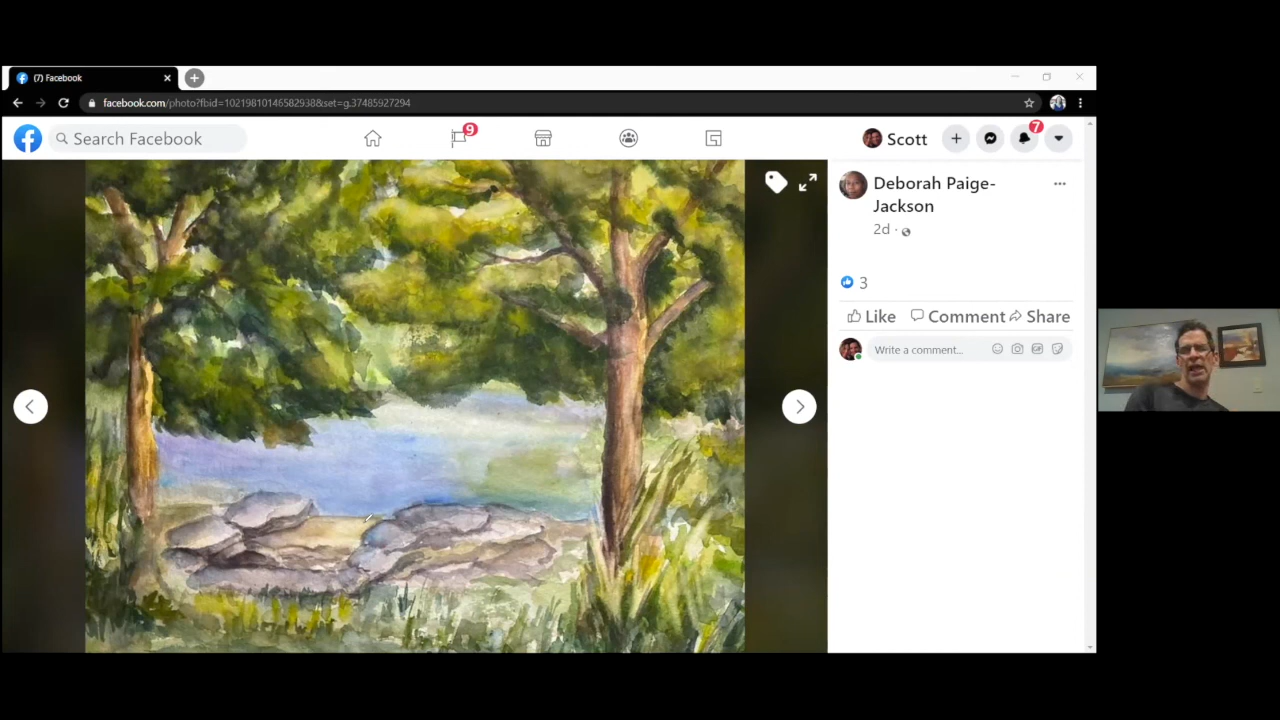 (7) Facebook
facebook.com/photo?fbid=10219810146582938&set=g.37485927294
Search Facebook
9
Scott
7
Deborah Paige-
Jackson
2d ·
3
Like
Comment
Share
Write a comment...
GIF